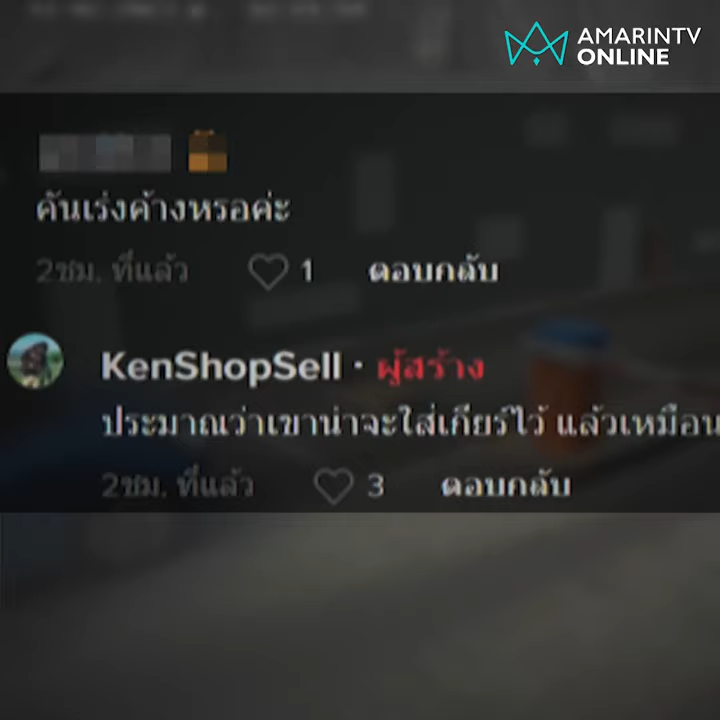 AMARINTV
ONLINE
คันเร่งค้างหรอค่ะ
2ชม. ที่แล้ว 1 ตอบกลับ
KenShopSell · ผู้สร้าง
ประมาณว่าเขาน่าจะใส่เกียร์ไว้ แล้วเหมือน
2ชม. ที่แล้ว 3 ตอบกลับ